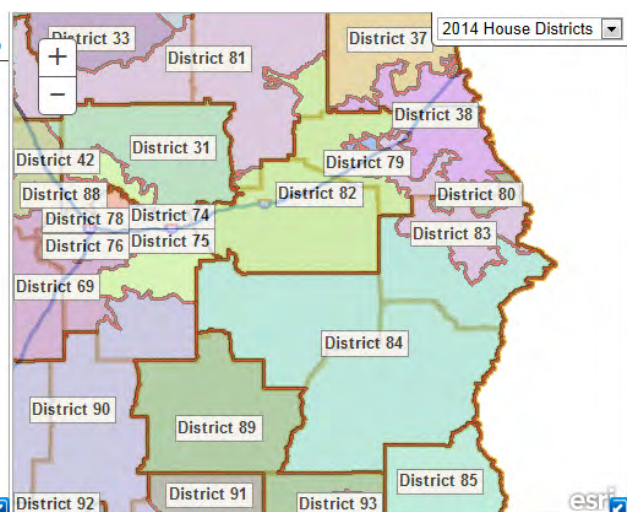 2014 House Districts
District 33
District 37
+
District 81
−
District 38
District 31
District 42
District 79
District 88
District 82
District 80
District 78
District 74
District 83
District 76
District 75
District 69
District 84
District 90
District 89
District 85
District 91
District 92
District 93
esri